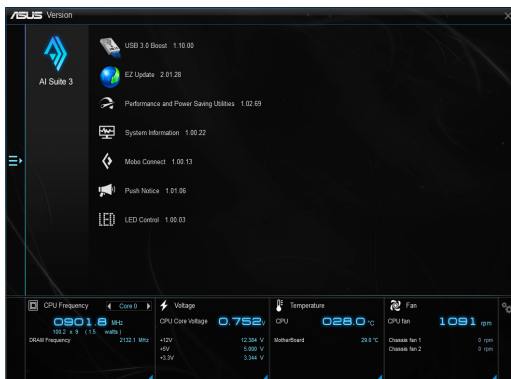 ASUS Version
AI Suite 3
USB 3.0 Boost 1.10.00
EZ Update 2.01.28
Performance and Power Saving Utilities 1.02.69
System Information 1.00.22
Mobo Connect 1.00.13
Push Notice 1.01.06
LED Control 1.00.03
CPU Frequency Core 0
0901.8 MHz
100.2 x 9 (1.5 watts)
DRAM Frequency 2132.1 MHz
Voltage
CPU Core Voltage 0.752v
+12V 12.384 V
+5V 5.000 V
+3.3V 3.344 V
Temperature
CPU 028.0 °C
MotherBoard 29.0 °C
Fan
CPU fan 1091 rpm
Chassis fan 1 0 rpm
Chassis fan 2 0 rpm